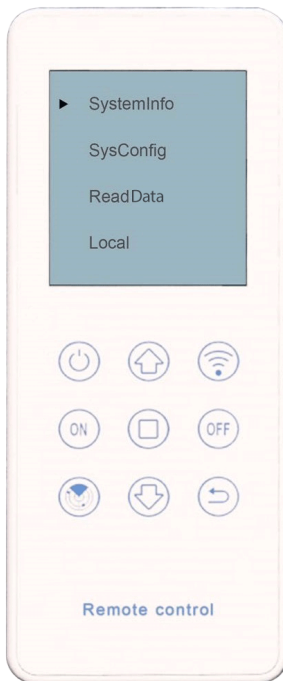 SystemInfo
SysConfig
ReadData
Local
ON
OFF
Remote control